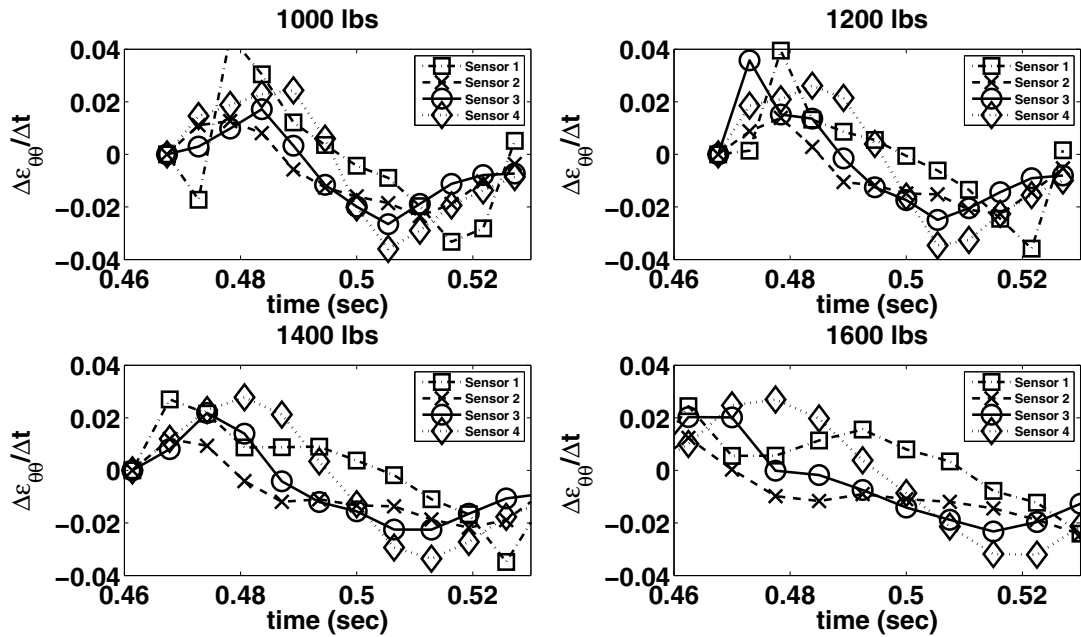 1000 lbs
0.04
0.02
0
−0.02
−0.04
0.46
0.48
0.5
0.52
Δε_θθ/Δt
time (sec)
Sensor 1
Sensor 2
Sensor 3
Sensor 4
1200 lbs
0.04
0.02
0
−0.02
−0.04
0.46
0.48
0.5
0.52
Δε_θθ/Δt
time (sec)
Sensor 1
Sensor 2
Sensor 3
Sensor 4
1400 lbs
0.04
0.02
0
−0.02
−0.04
0.46
0.48
0.5
0.52
Δε_θθ/Δt
time (sec)
Sensor 1
Sensor 2
Sensor 3
Sensor 4
1600 lbs
0.04
0.02
0
−0.02
−0.04
0.46
0.48
0.5
0.52
Δε_θθ/Δt
time (sec)
Sensor 1
Sensor 2
Sensor 3
Sensor 4